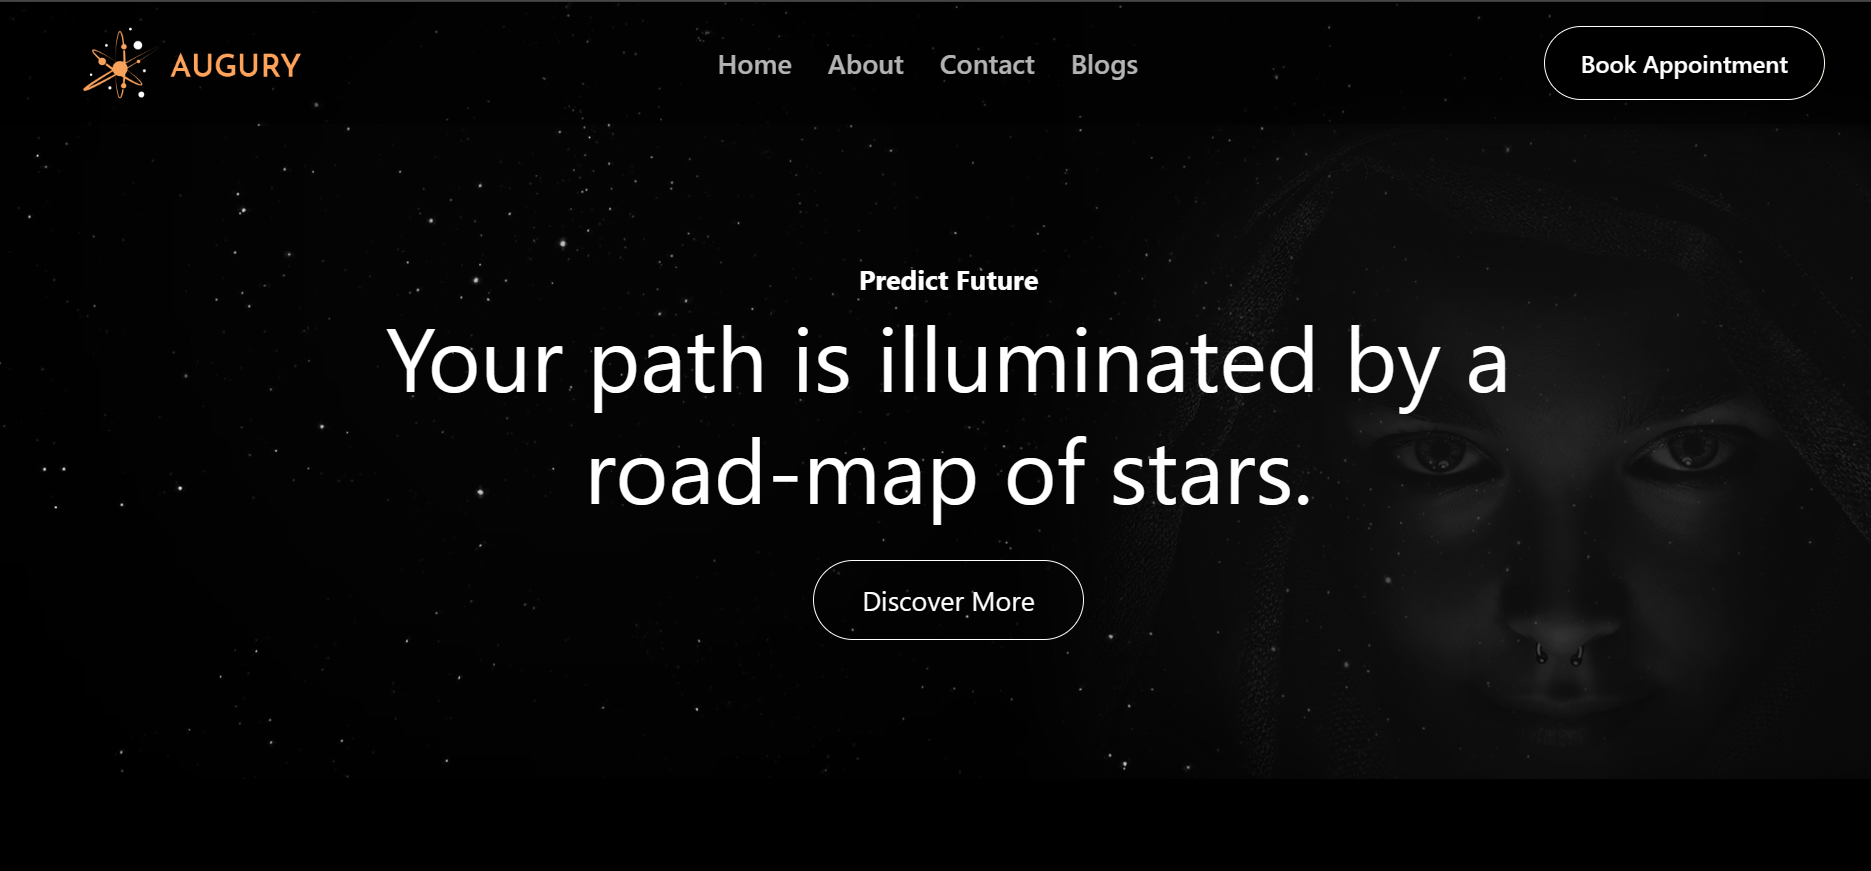 AUGURY
Home About Contact Blogs
Book Appointment
Predict Future
Your path is illuminated by a
road-map of stars.
Discover More